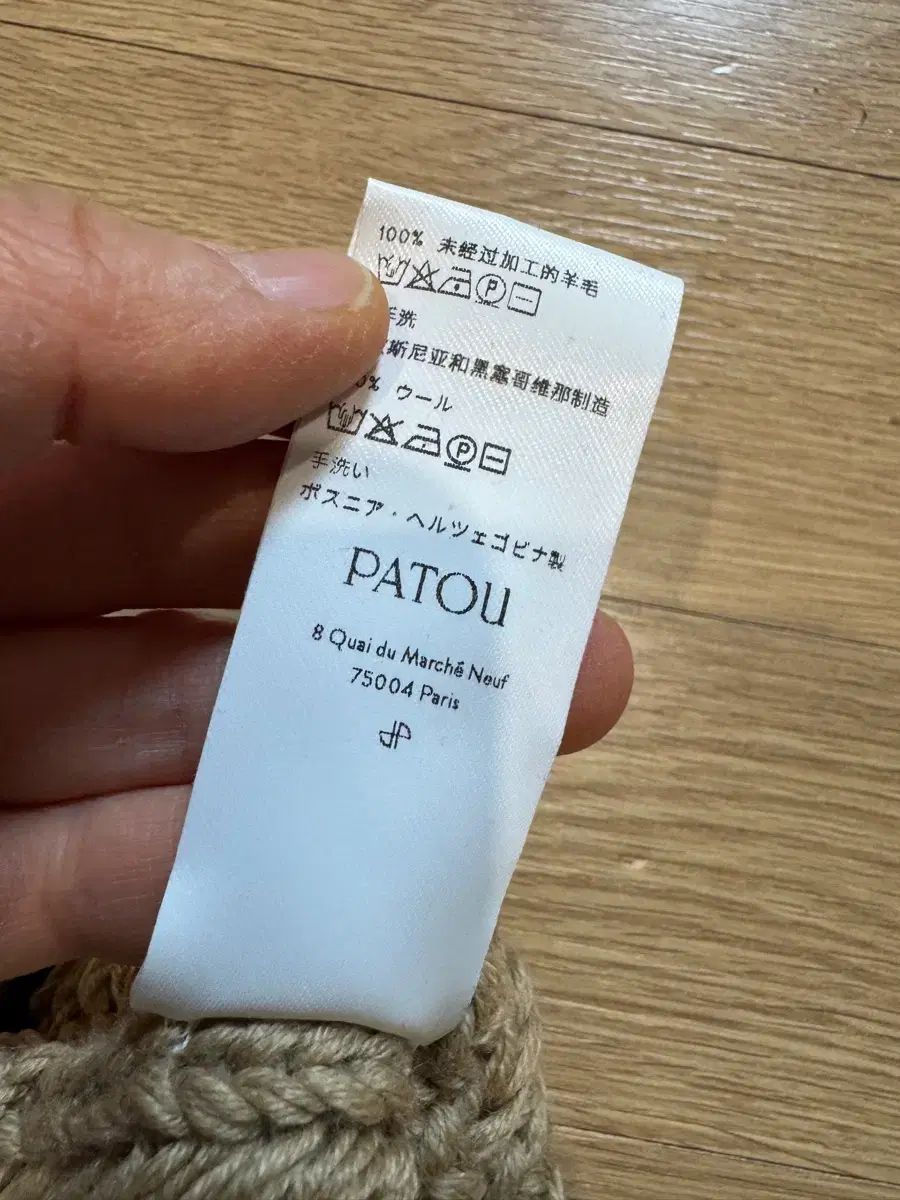 100% 未经过加工的羊毛
手洗
斯尼亚和黑塞哥维那制造
% ウール
手洗い
ボスニア・ヘルツェゴビナ製
PATOU
8 Quai du Marché Neuf
75004 Paris
JP